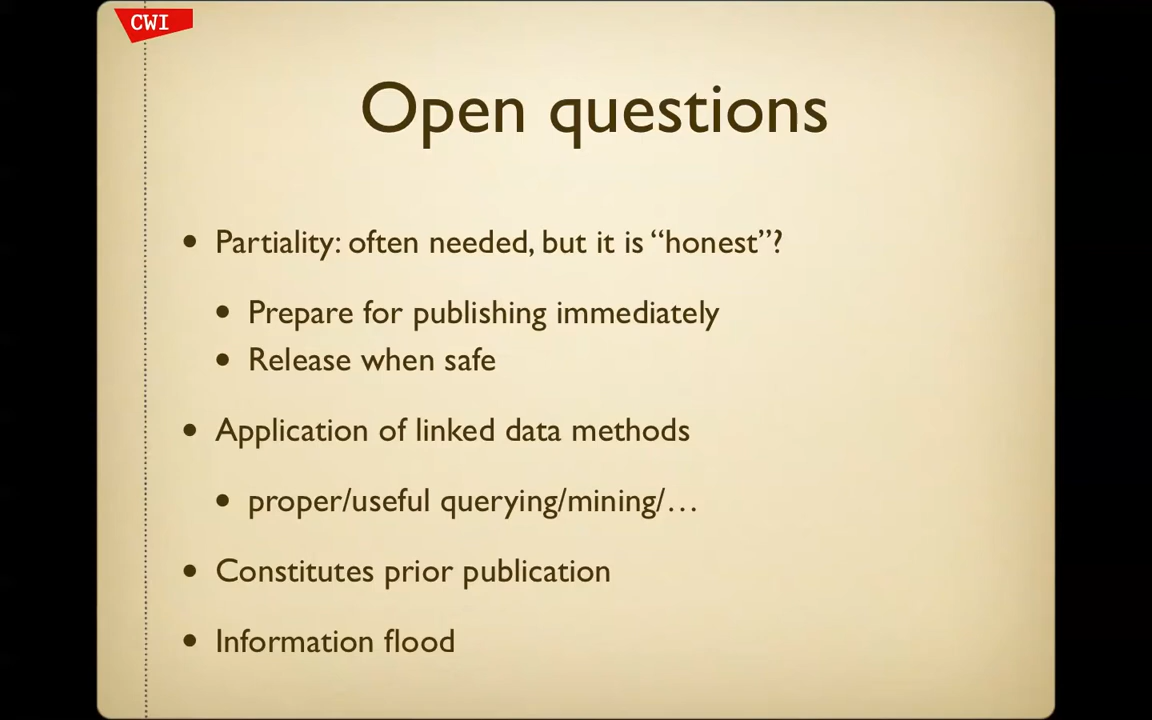 CWI
Open questions
• Partiality: often needed, but it is “honest”?
• Prepare for publishing immediately
• Release when safe
• Application of linked data methods
• proper/useful querying/mining/…
• Constitutes prior publication
• Information flood